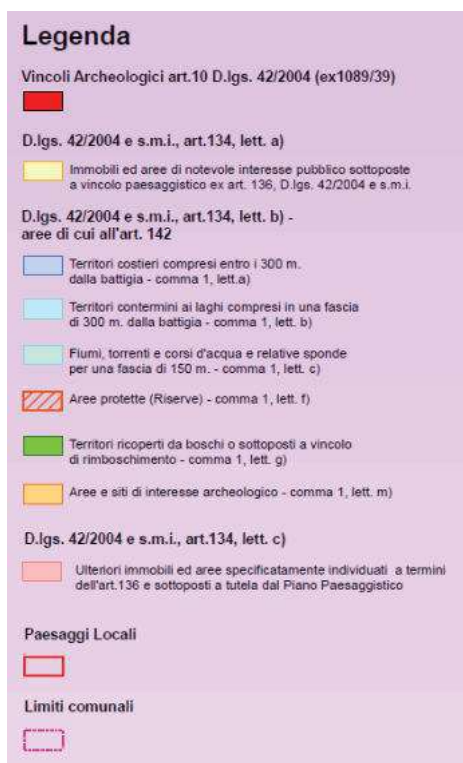 Legenda
Vincoli Archeologici art.10 D.lgs. 42/2004 (ex1089/39)
D.lgs. 42/2004 e s.m.i., art.134, lett. a)
Immobili ed aree di notevole interesse pubblico sottoposte
a vincolo paesaggistico ex art. 136, D.lgs. 42/2004 e s.m.i.
D.lgs. 42/2004 e s.m.i., art.134, lett. b) -
aree di cui all'art. 142
Territori costieri compresi entro i 300 m.
dalla battigia - comma 1, lett.a)
Territori contermini ai laghi compresi in una fascia
di 300 m. dalla battigia - comma 1, lett. b)
Fiumi, torrenti e corsi d'acqua e relative sponde
per una fascia di 150 m. - comma 1, lett. c)
Aree protette (Riserve) - comma 1, lett. f)
Territori ricoperti da boschi o sottoposti a vincolo
di rimboschimento - comma 1, lett. g)
Aree e siti di interesse archeologico - comma 1, lett. m)
D.lgs. 42/2004 e s.m.i., art.134, lett. c)
Ulteriori immobili ed aree specificatamente individuati a termini
dell'art.136 e sottoposti a tutela dal Piano Paesaggistico
Paesaggi Locali
Limiti comunali